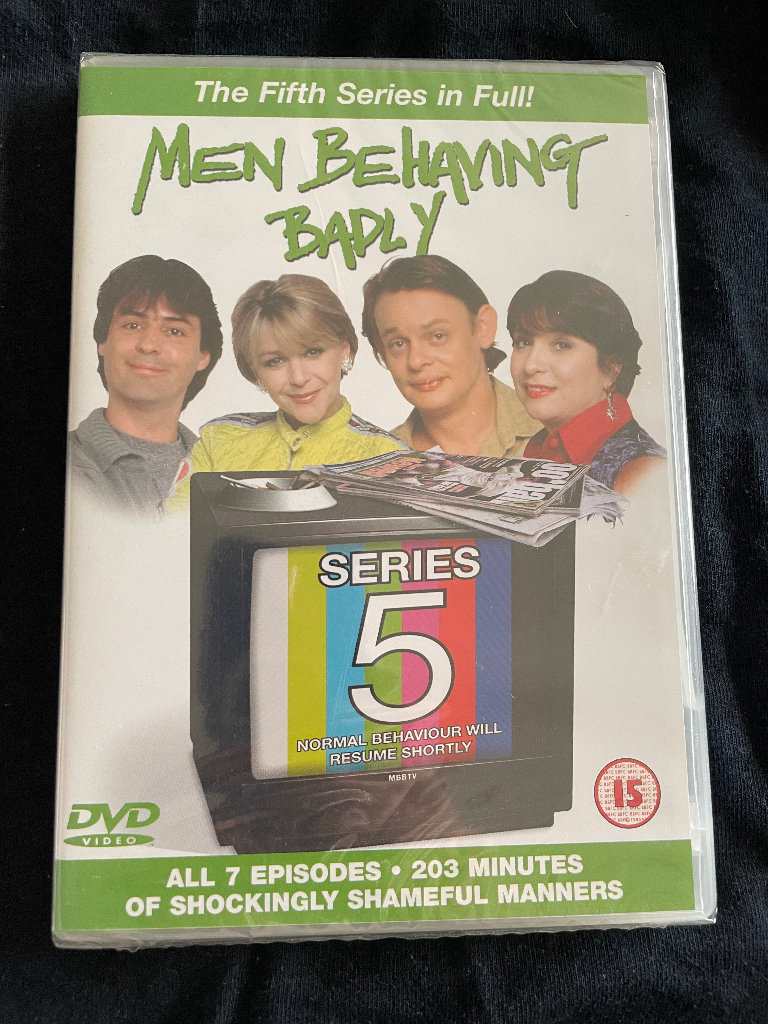 The Fifth Series in Full!
MEN BEHAVING
BADLY
SERIES
5
NORMAL BEHAVIOUR WILL
RESUME SHORTLY
MBBTV
DVD
VIDEO
15
ALL 7 EPISODES • 203 MINUTES
OF SHOCKINGLY SHAMEFUL MANNERS